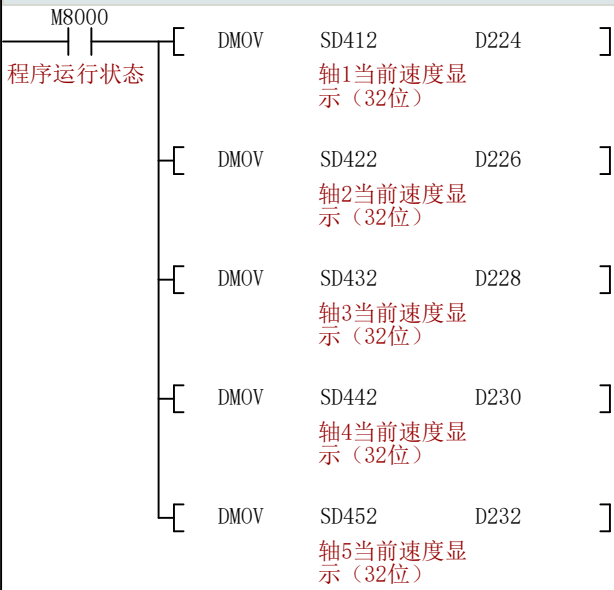 M8000
DMOV SD412 D224
程序运行状态
轴1当前速度显
示（32位）
DMOV SD422 D226
轴2当前速度显
示（32位）
DMOV SD432 D228
轴3当前速度显
示（32位）
DMOV SD442 D230
轴4当前速度显
示（32位）
DMOV SD452 D232
轴5当前速度显
示（32位）